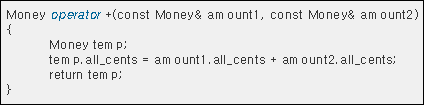 Money operator +(const Money& amount1, const Money& amount2)
{
Money temp;
temp.all_cents = amount1.all_cents + amount2.all_cents;
return temp;
}